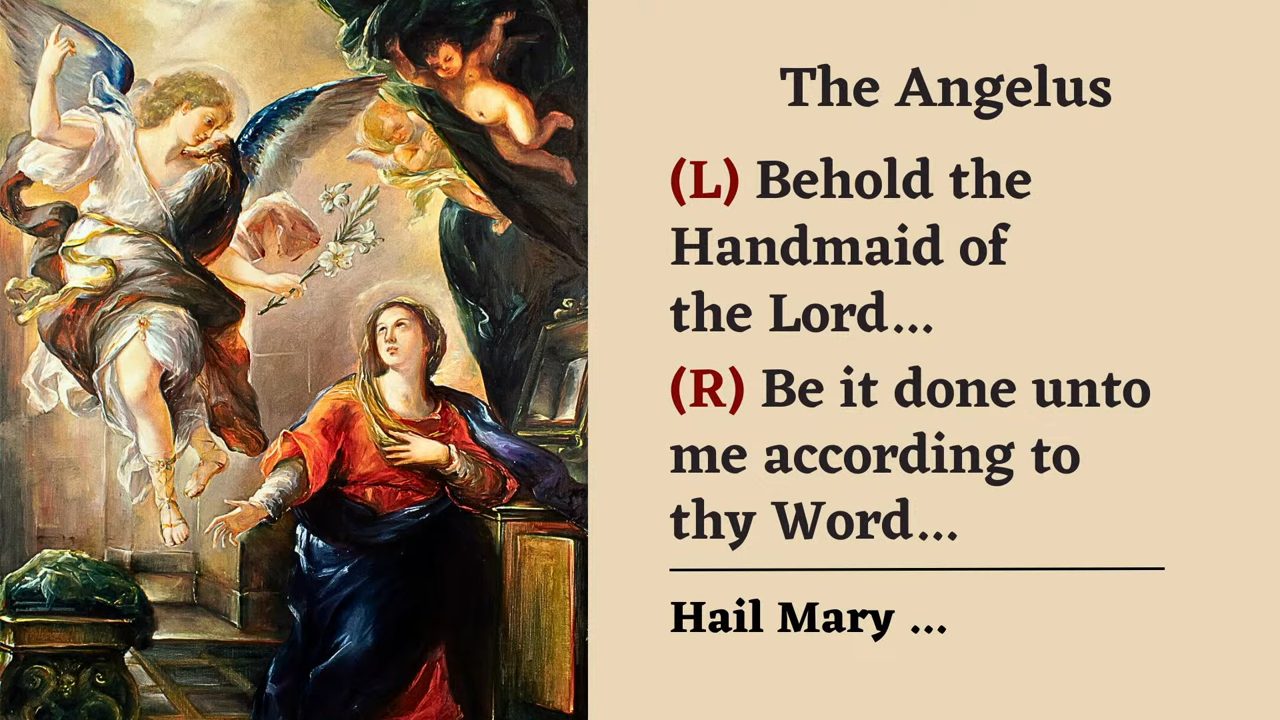 The Angelus
(L) Behold the
Handmaid of
the Lord...
(R) Be it done unto
me according to
thy Word...
Hail Mary ...